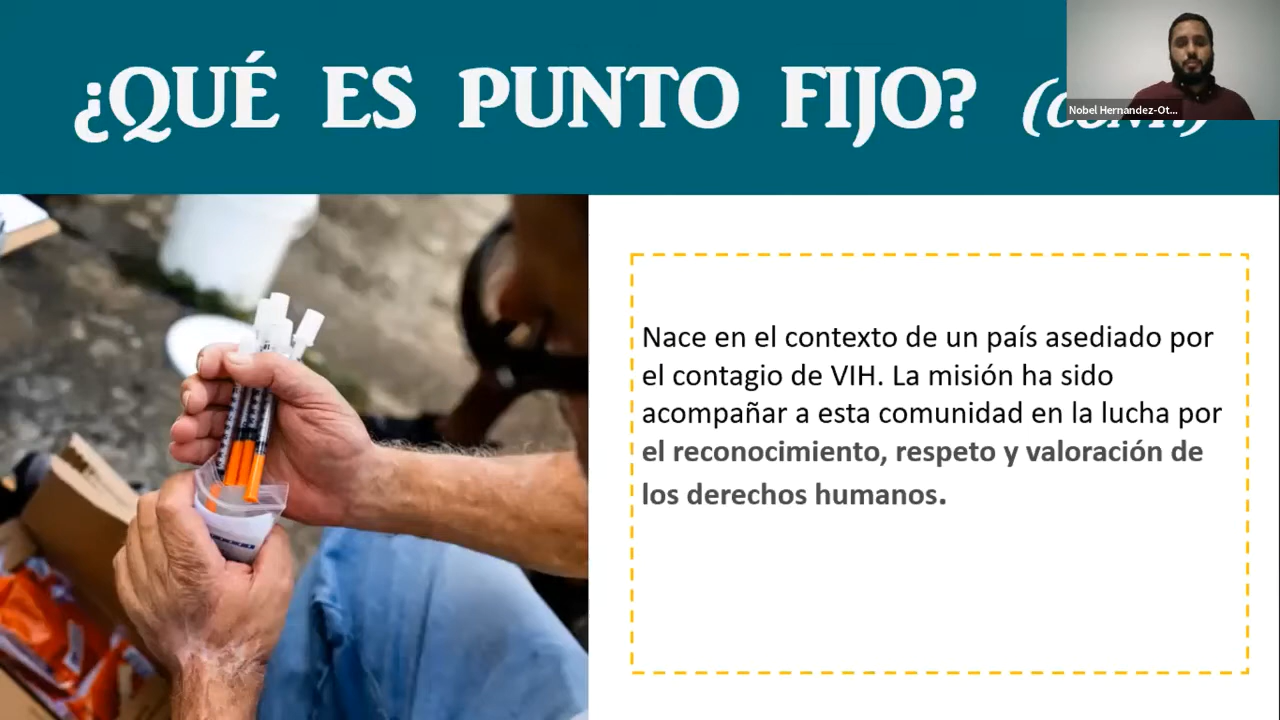 ¿QUÉ ES PUNTO FIJO?
Nobel Hernandez-Ot...
Nace en el contexto de un país asediado por
el contagio de VIH. La misión ha sido
acompañar a esta comunidad en la lucha por
el reconocimiento, respeto y valoración de
los derechos humanos.